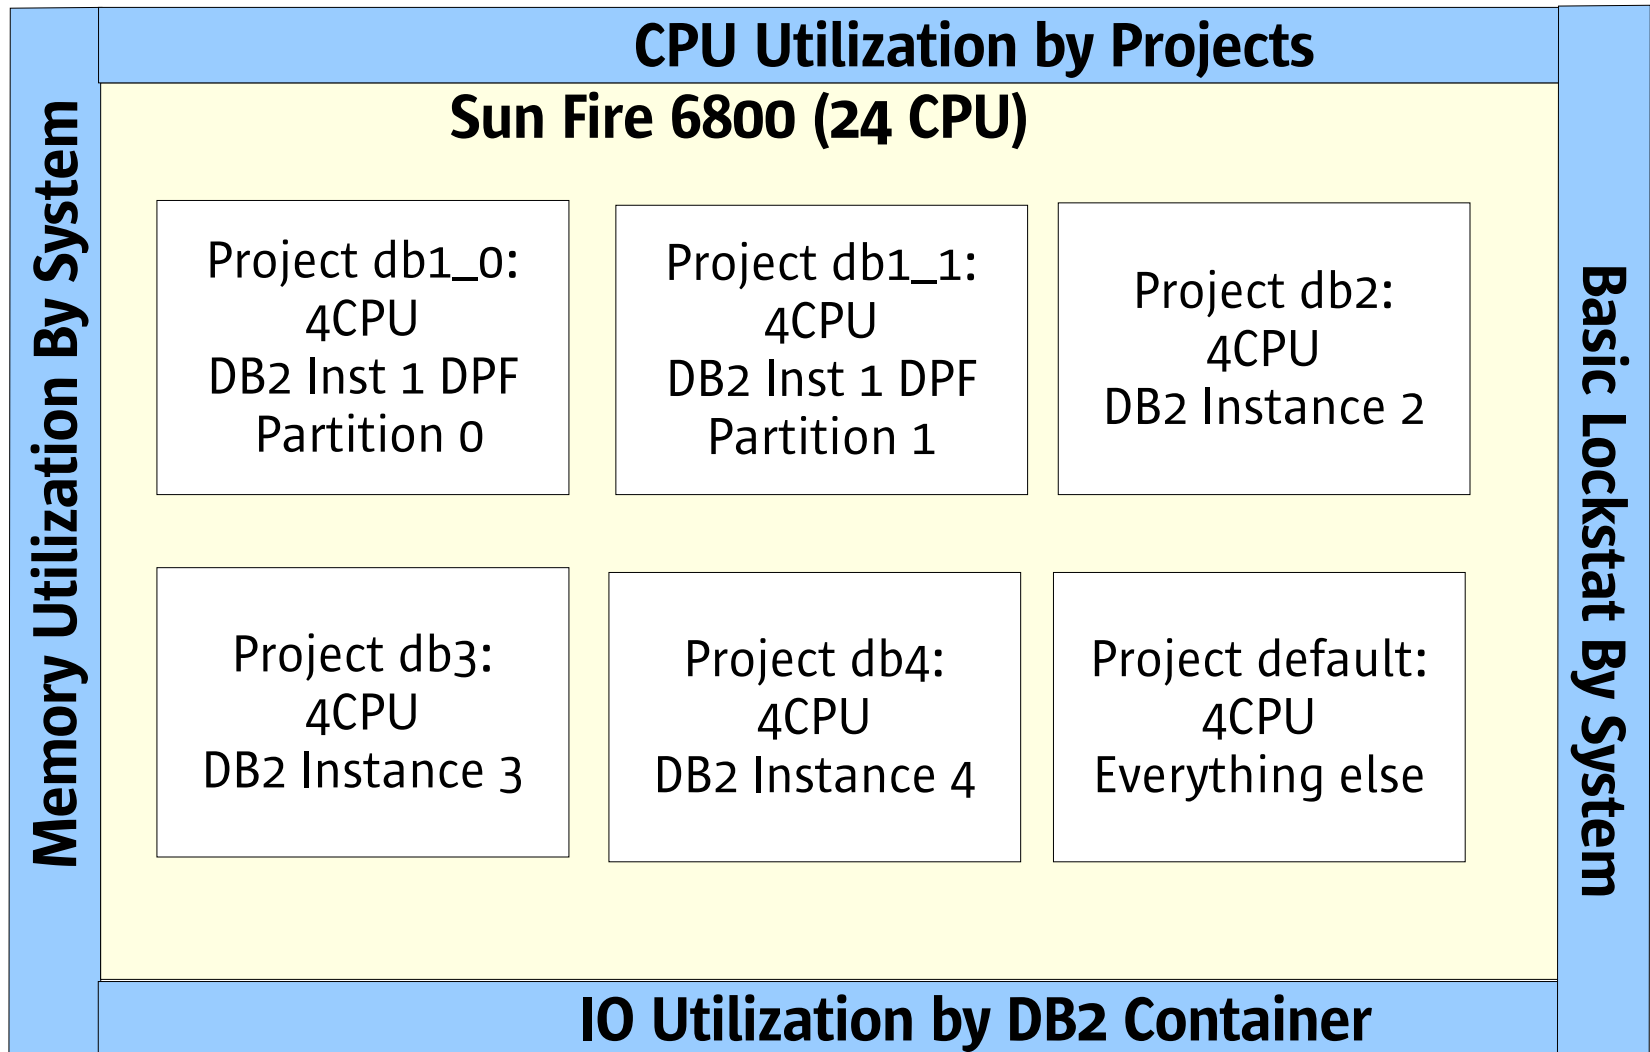 CPU Utilization by Projects
Memory Utilization By System
Sun Fire 6800 (24 CPU)
Project db1_0:
4CPU
DB2 Inst 1 DPF
Partition 0
Project db1_1:
4CPU
DB2 Inst 1 DPF
Partition 1
Project db2:
4CPU
DB2 Instance 2
Project db3:
4CPU
DB2 Instance 3
Project db4:
4CPU
DB2 Instance 4
Project default:
4CPU
Everything else
Basic Lockstat By System
IO Utilization by DB2 Container